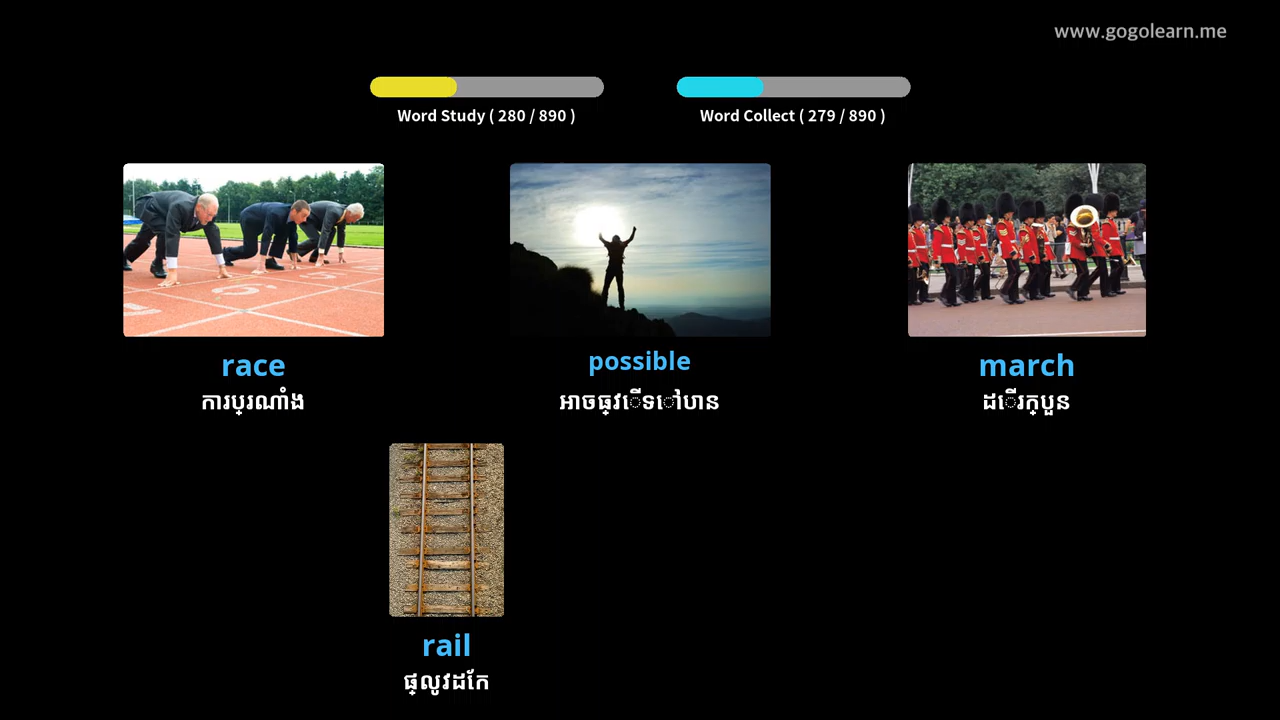 www.gogolearn.me
Word Study ( 280 / 890 )
Word Collect ( 279 / 890 )
race
ការប្រណាំង
possible
អាចធ្វើទៅបាន
march
ដើរក្បួន
rail
ផ្លូវដែក